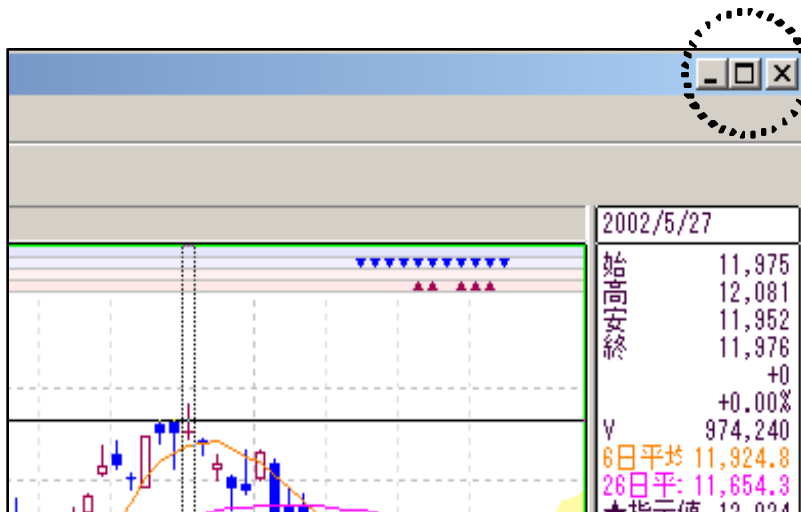 2002/5/27
始 11,975
高 12,081
安 11,952
終 11,976
+0
+0.00%
V 974,240
6日平均 11,924.8
26日平: 11,654.3